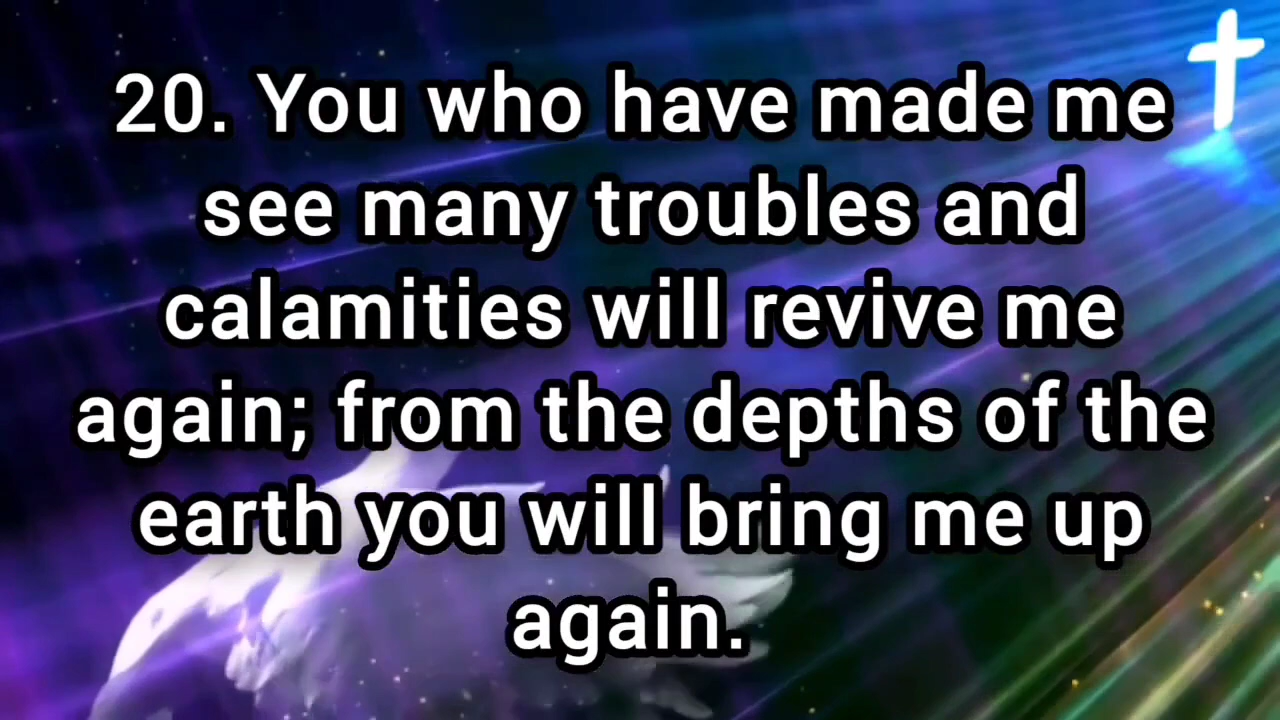 20. You who have made me
see many troubles and
calamities will revive me
again; from the depths of the
earth you will bring me up
again.